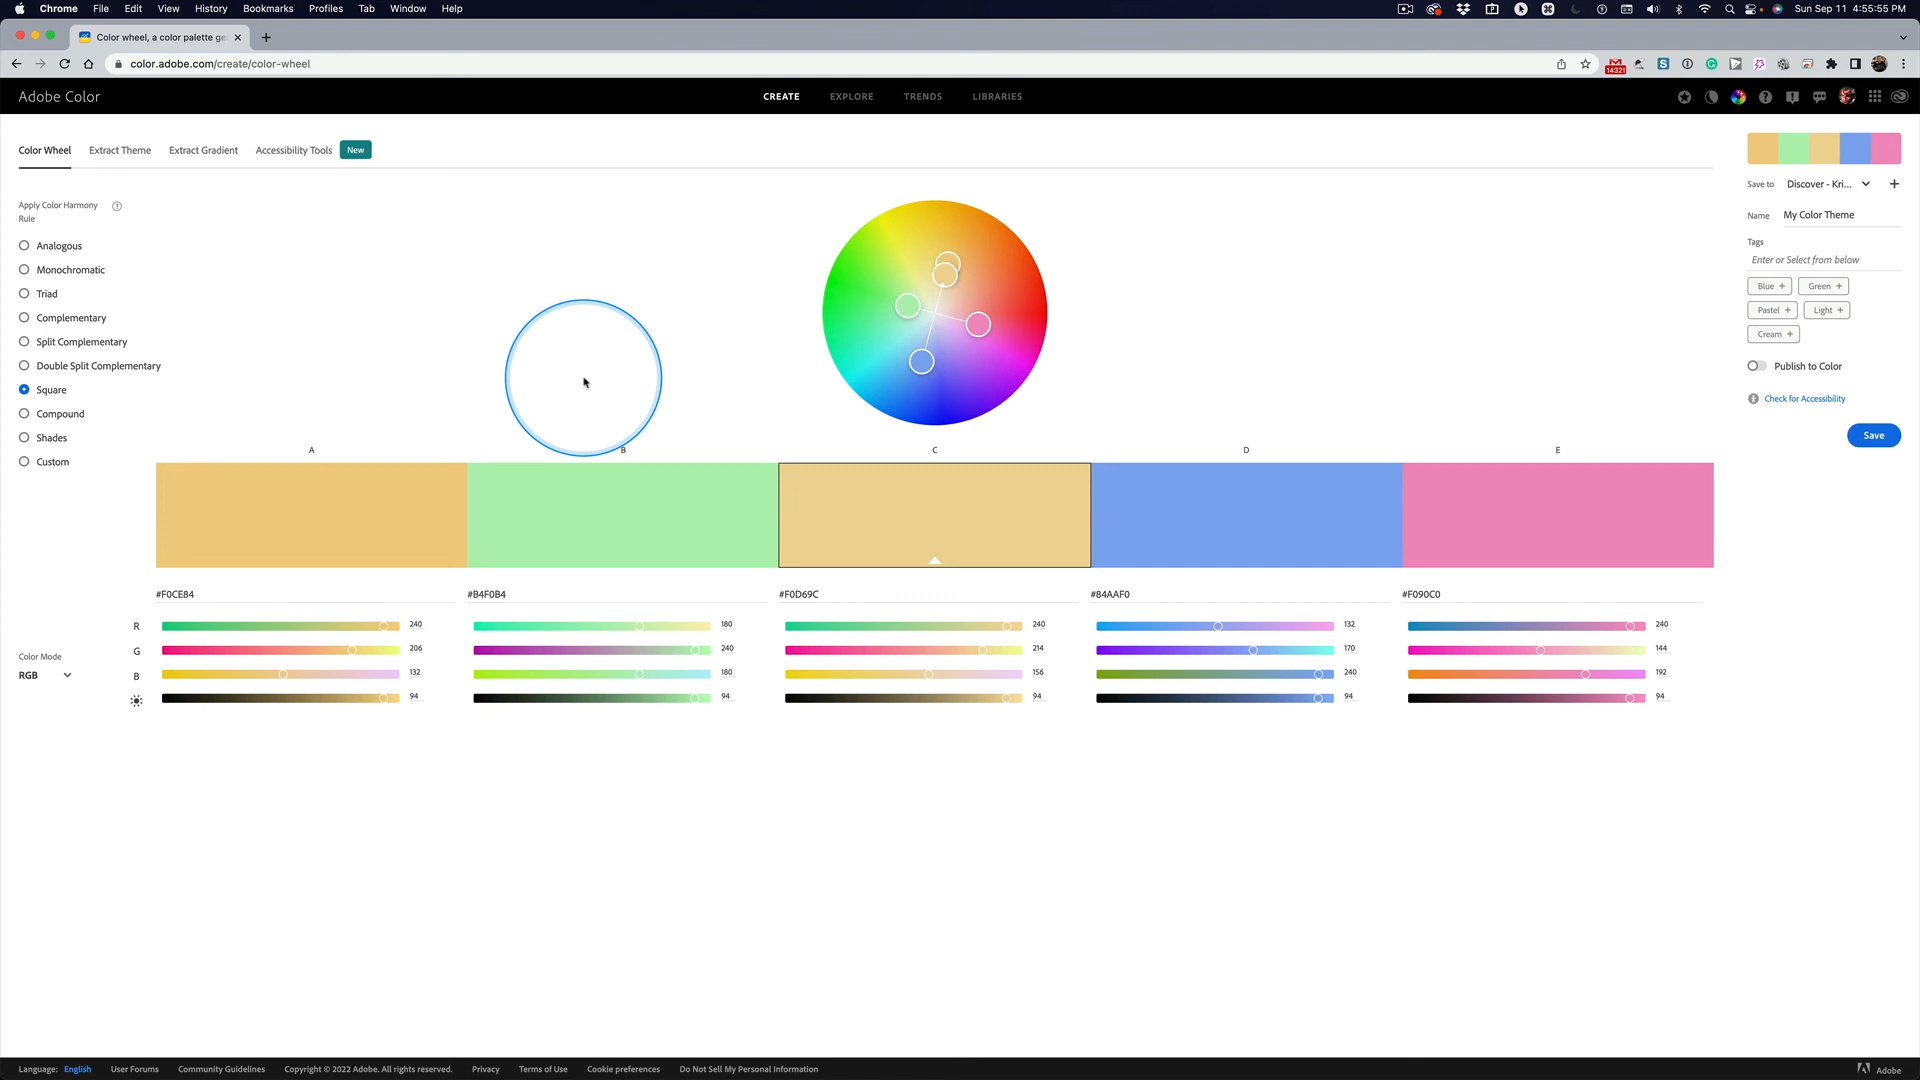 Chrome File Edit View History Bookmarks Profiles Tab Window Help Sun Sep 11 4:55:55 PM
Color wheel, a color palette ge
color.adobe.com/create/color-wheel
14321
Adobe Color CREATE EXPLORE TRENDS LIBRARIES
Color Wheel Extract Theme Extract Gradient Accessibility Tools New
Apply Color Harmony
Rule
Analogous
Monochromatic
Triad
Complementary
Split Complementary
Double Split Complementary
Square
Compound
Shades
Custom
Save to Discover - Kri...
Name My Color Theme
Tags
Enter or Select from below
Blue + Green +
Pastel + Light +
Cream +
Publish to Color
Check for Accessibility
Save
A B C D E
#F0CE84 #B4F0B4 #F0D69C #84AAF0 #F090C0
R 240 180 240 132 240
G 206 240 214 170 144
B 132 180 156 240 192
94 94 94 94 94
Color Mode
RGB
Language: English User Forums Community Guidelines Copyright © 2022 Adobe. All rights reserved. Privacy Terms of Use Cookie preferences Do Not Sell My Personal Information Adobe